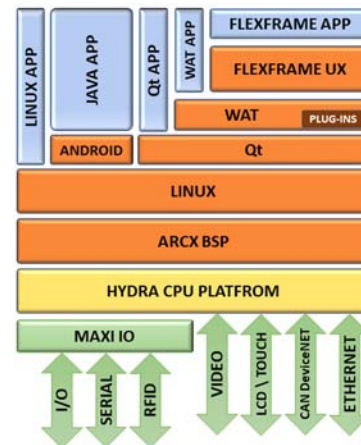 LINUX APP
JAVA APP
Qt APP
WAT APP
FLEXFRAME APP
FLEXFRAME UX
WAT
PLUG-INS
ANDROID
Qt
LINUX
ARCX BSP
HYDRA CPU PLATFROM
MAXI IO
I/O
SERIAL
RFID
VIDEO
LCD \ TOUCH
CAN DeviceNET
ETHERNET